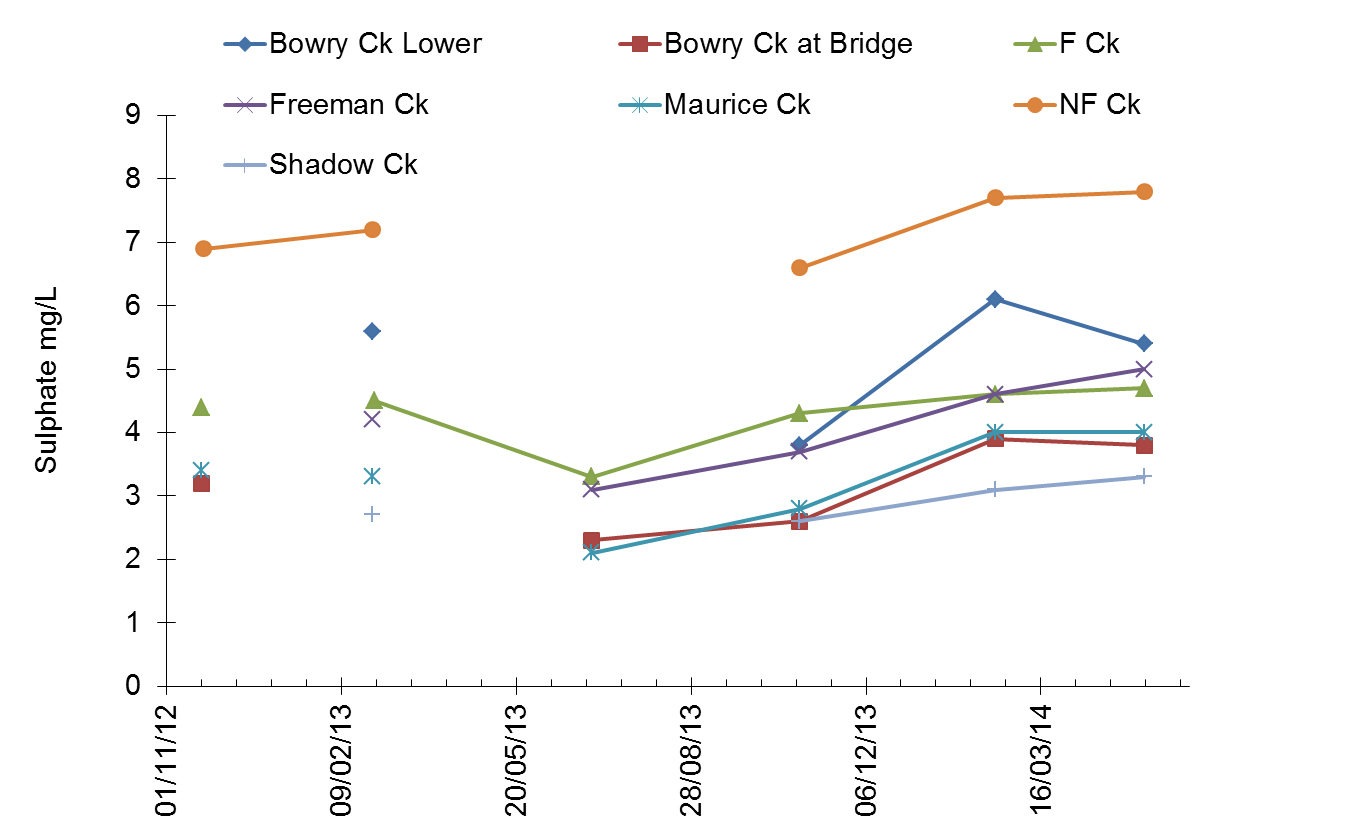 Bowry Ck Lower
Bowry Ck at Bridge
F Ck
Freeman Ck
Maurice Ck
NF Ck
Shadow Ck
Sulphate mg/L
9
8
7
6
5
4
3
2
1
0
01/11/12
09/02/13
20/05/13
28/08/13
06/12/13
16/03/14